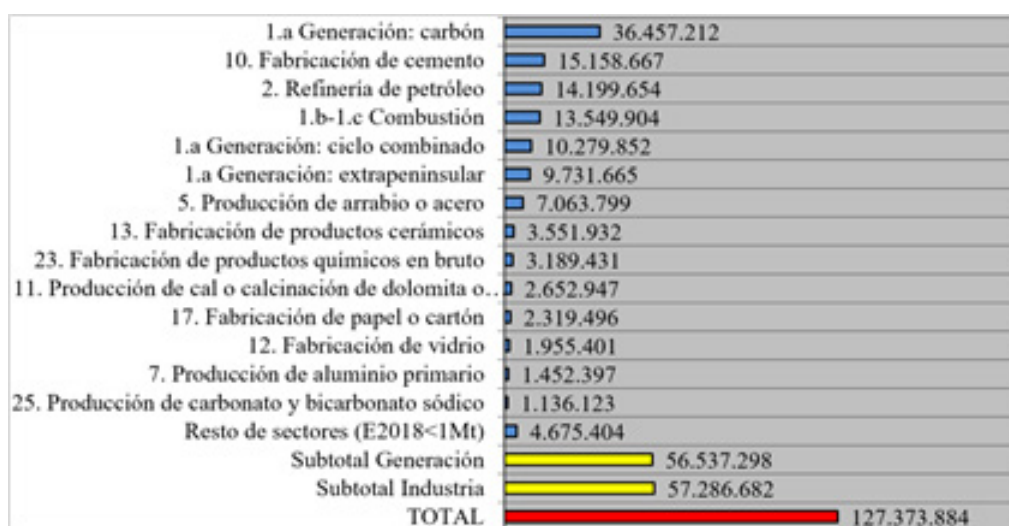 1.a Generación: carbón 36.457.212
10. Fabricación de cemento 15.158.667
2. Refinería de petróleo 14.199.654
1.b-1.c Combustión 13.549.904
1.a Generación: ciclo combinado 10.279.852
1.a Generación: extrapeninsular 9.731.665
5. Producción de arrabio o acero 7.063.799
13. Fabricación de productos cerámicos 3.551.932
23. Fabricación de productos químicos en bruto 3.189.431
11. Producción de cal o calcinación de dolomita o... 2.652.947
17. Fabricación de papel o cartón 2.319.496
12. Fabricación de vidrio 1.955.401
7. Producción de aluminio primario 1.452.397
25. Producción de carbonato y bicarbonato sódico 1.136.123
Resto de sectores (E2018<1Mt) 4.675.404
Subtotal Generación 56.537.298
Subtotal Industria 57.286.682
TOTAL 127.373.884